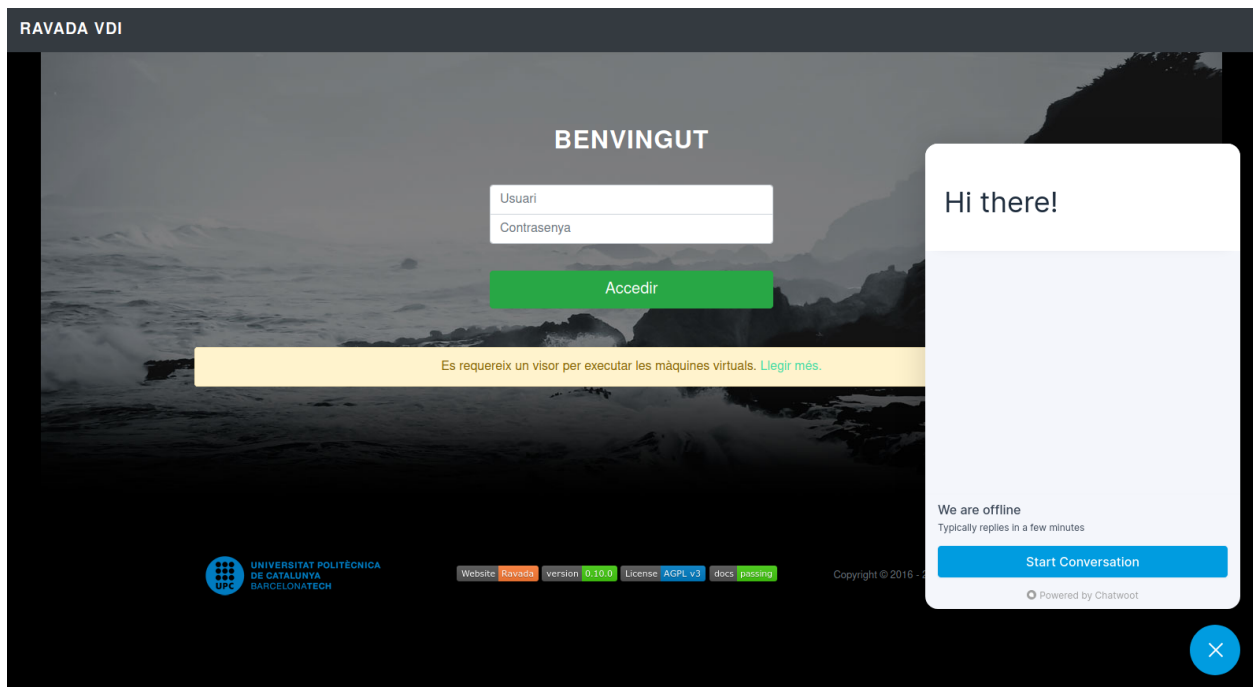 RAVADA VDI
BENVINGUT
Usuari
Contrasenya
Accedir
Es requereix un visor per executar les màquines virtuals. Llegir més.
UPC
UNIVERSITAT POLITÈCNICA
DE CATALUNYA
BARCELONATECH
Website Ravada version 0.10.0 License AGPL v3 docs passing
Copyright © 2016 -
Hi there!
We are offline
Typically replies in a few minutes
Start Conversation
Powered by Chatwoot